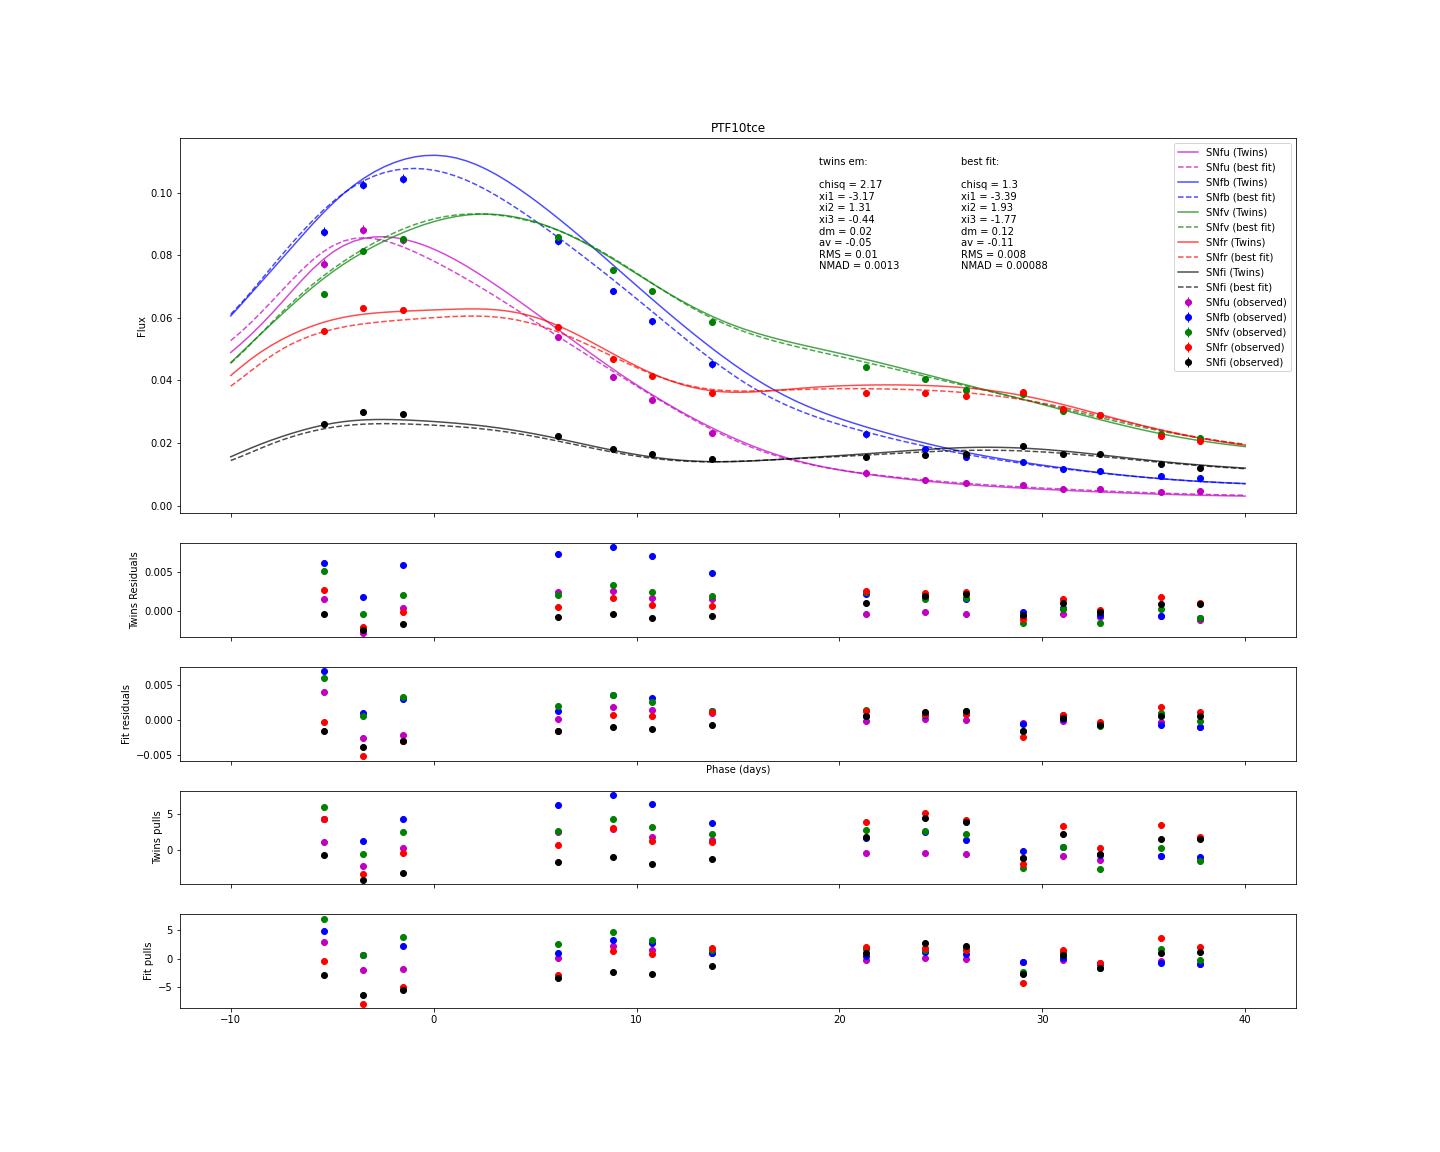 PTF10tce
Flux
0.10
0.08
0.06
0.04
0.02
0.00
twins em:
chisq = 2.17
xi1 = -3.17
xi2 = 1.31
xi3 = -0.44
dm = 0.02
av = -0.05
RMS = 0.01
NMAD = 0.0013
best fit:
chisq = 1.3
xi1 = -3.39
xi2 = 1.93
xi3 = -1.77
dm = 0.12
av = -0.11
RMS = 0.008
NMAD = 0.00088
SNfu (Twins)
SNfu (best fit)
SNfb (Twins)
SNfb (best fit)
SNfv (Twins)
SNfv (best fit)
SNfr (Twins)
SNfr (best fit)
SNfi (Twins)
SNfi (best fit)
SNfu (observed)
SNfb (observed)
SNfv (observed)
SNfr (observed)
SNfi (observed)
Twins Residuals
0.005
0.000
Fit residuals
0.005
0.000
−0.005
Phase (days)
Twins pulls
5
0
Fit pulls
5
0
−5
−10
0
10
20
30
40